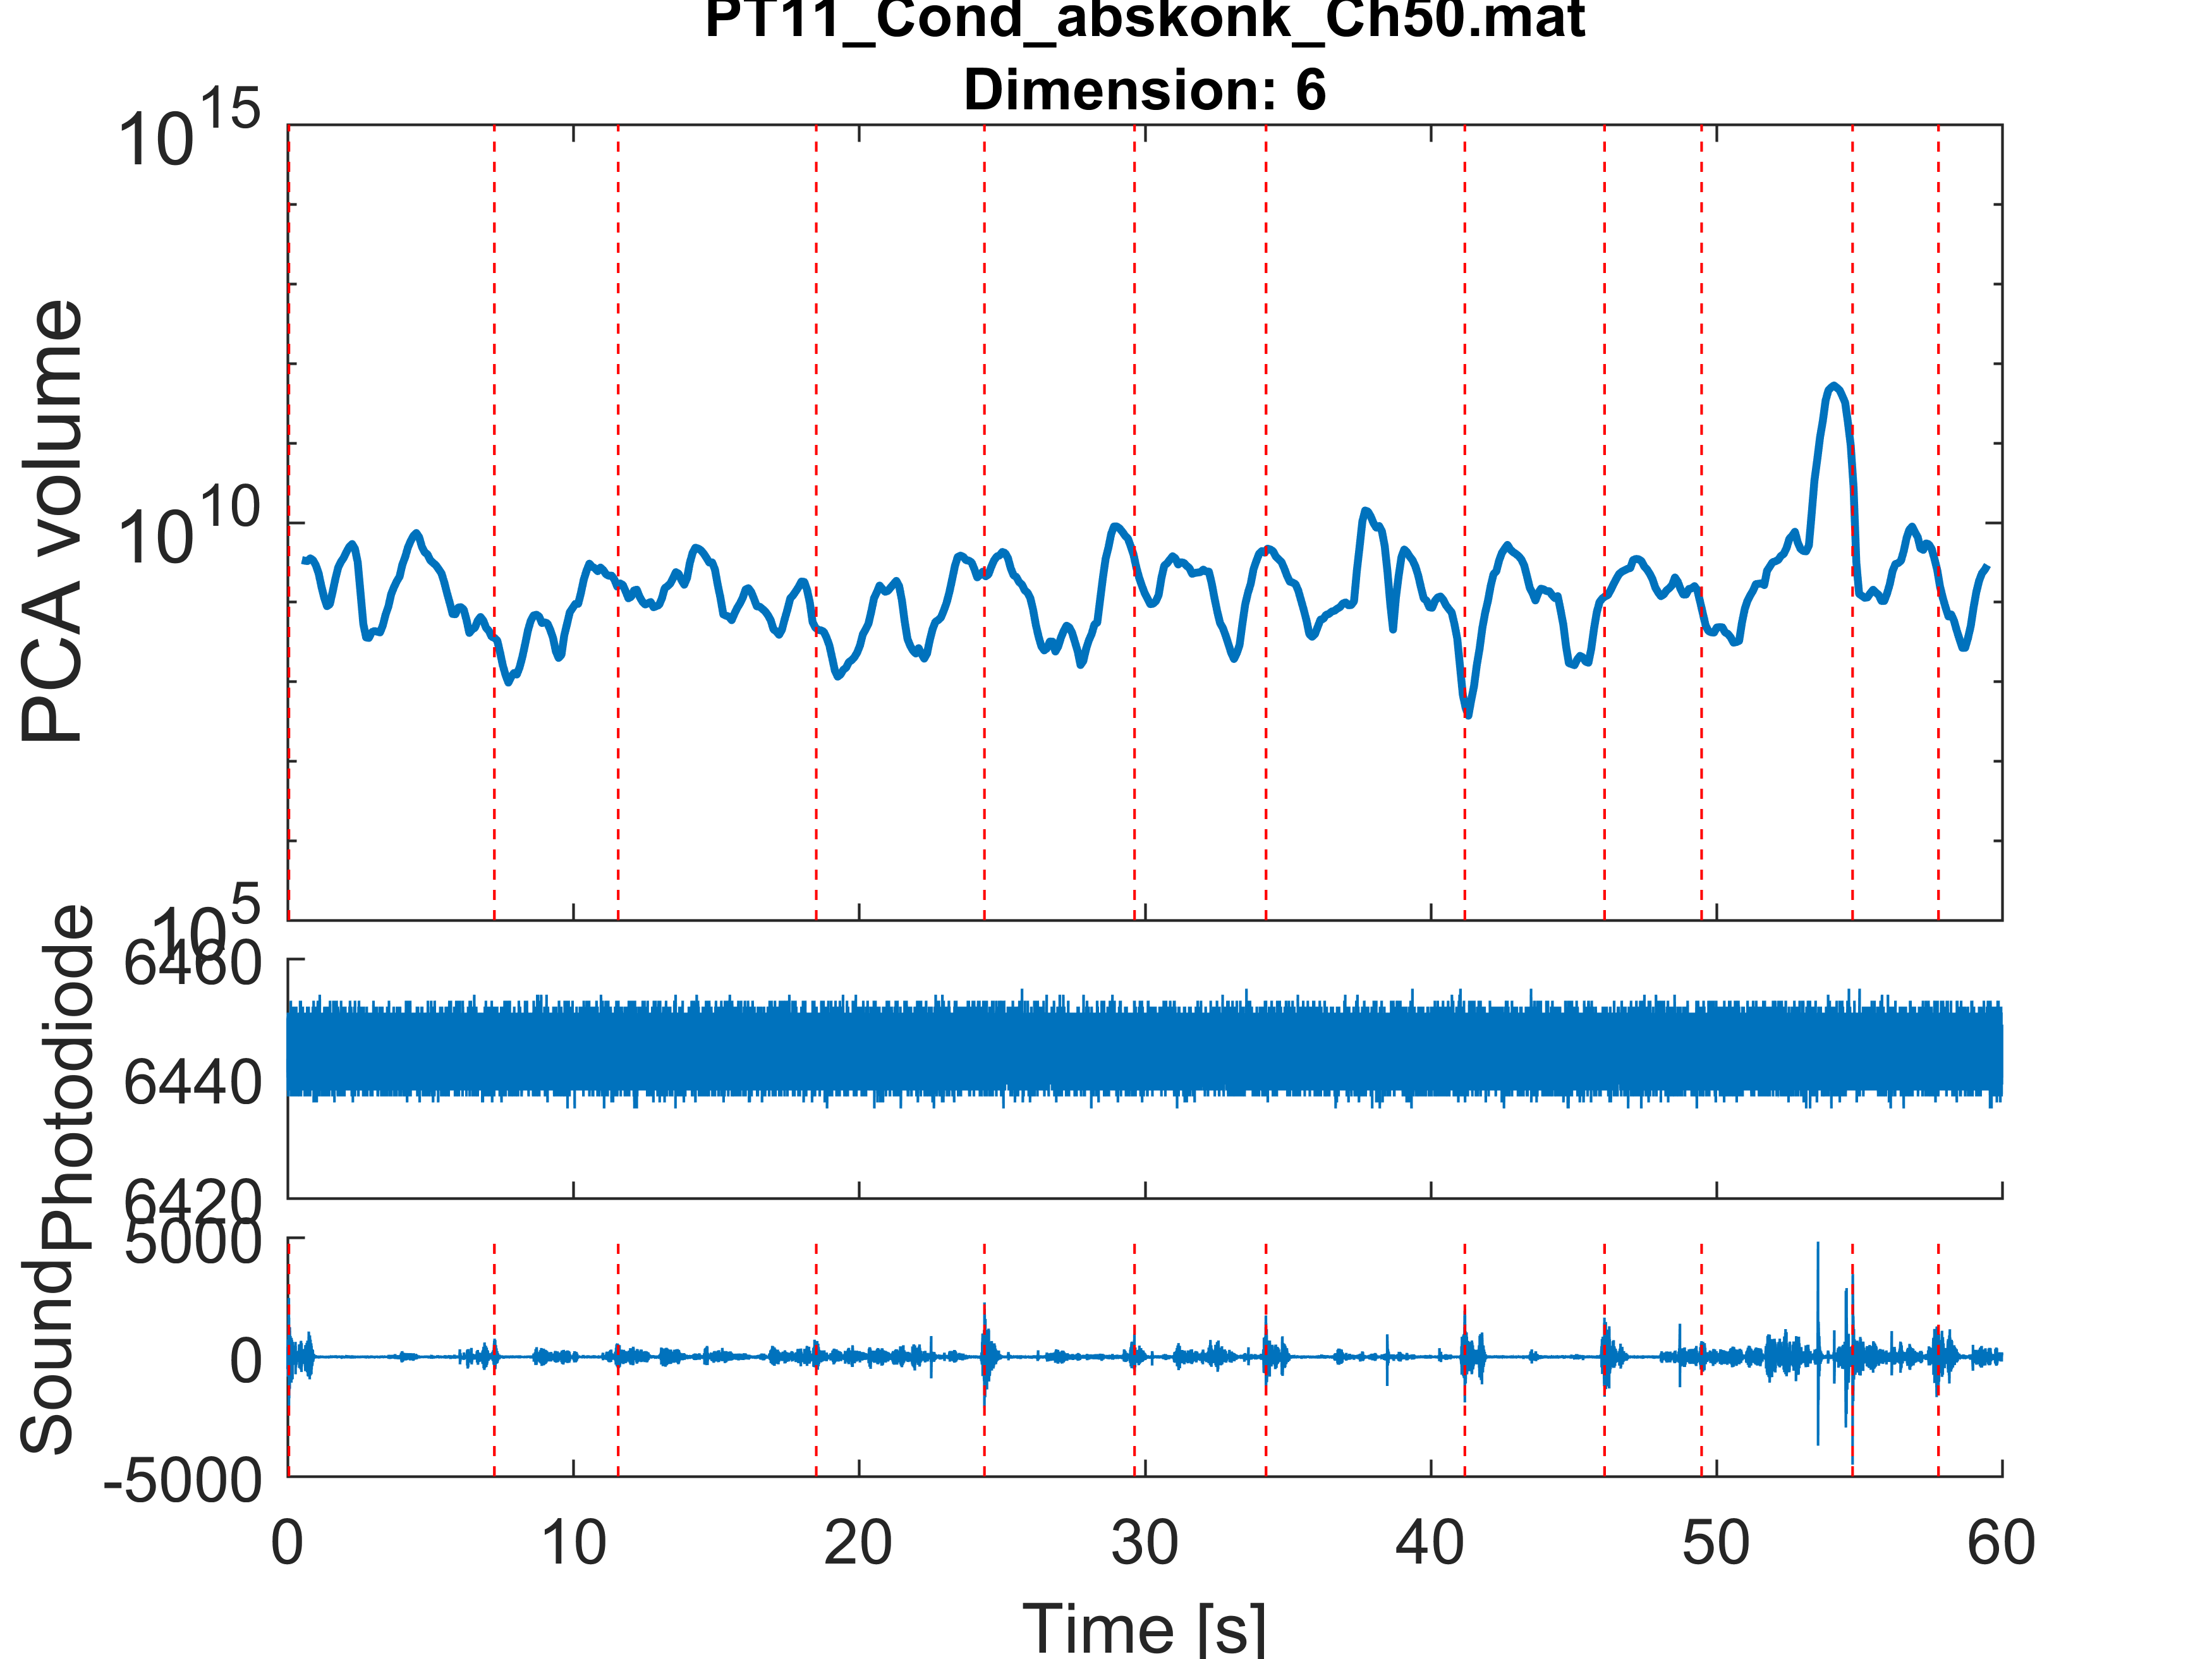 PT11_Cond_abskonk_Ch50.mat
Dimension: 6
10^15
10^10
10^5
PCA volume
6460
6440
6420
Photodiode
5000
0
-5000
Sound
0 10 20 30 40 50 60
Time [s]